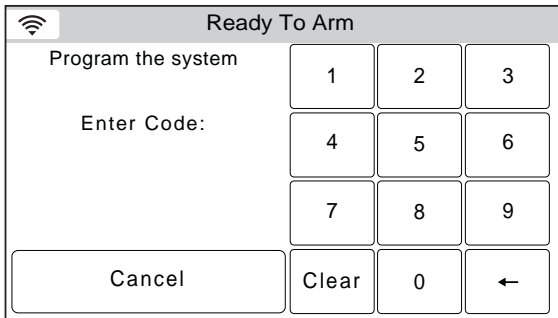 Ready To Arm
Program the system
Enter Code:
1 2 3
4 5 6
7 8 9
Cancel Clear 0 ←